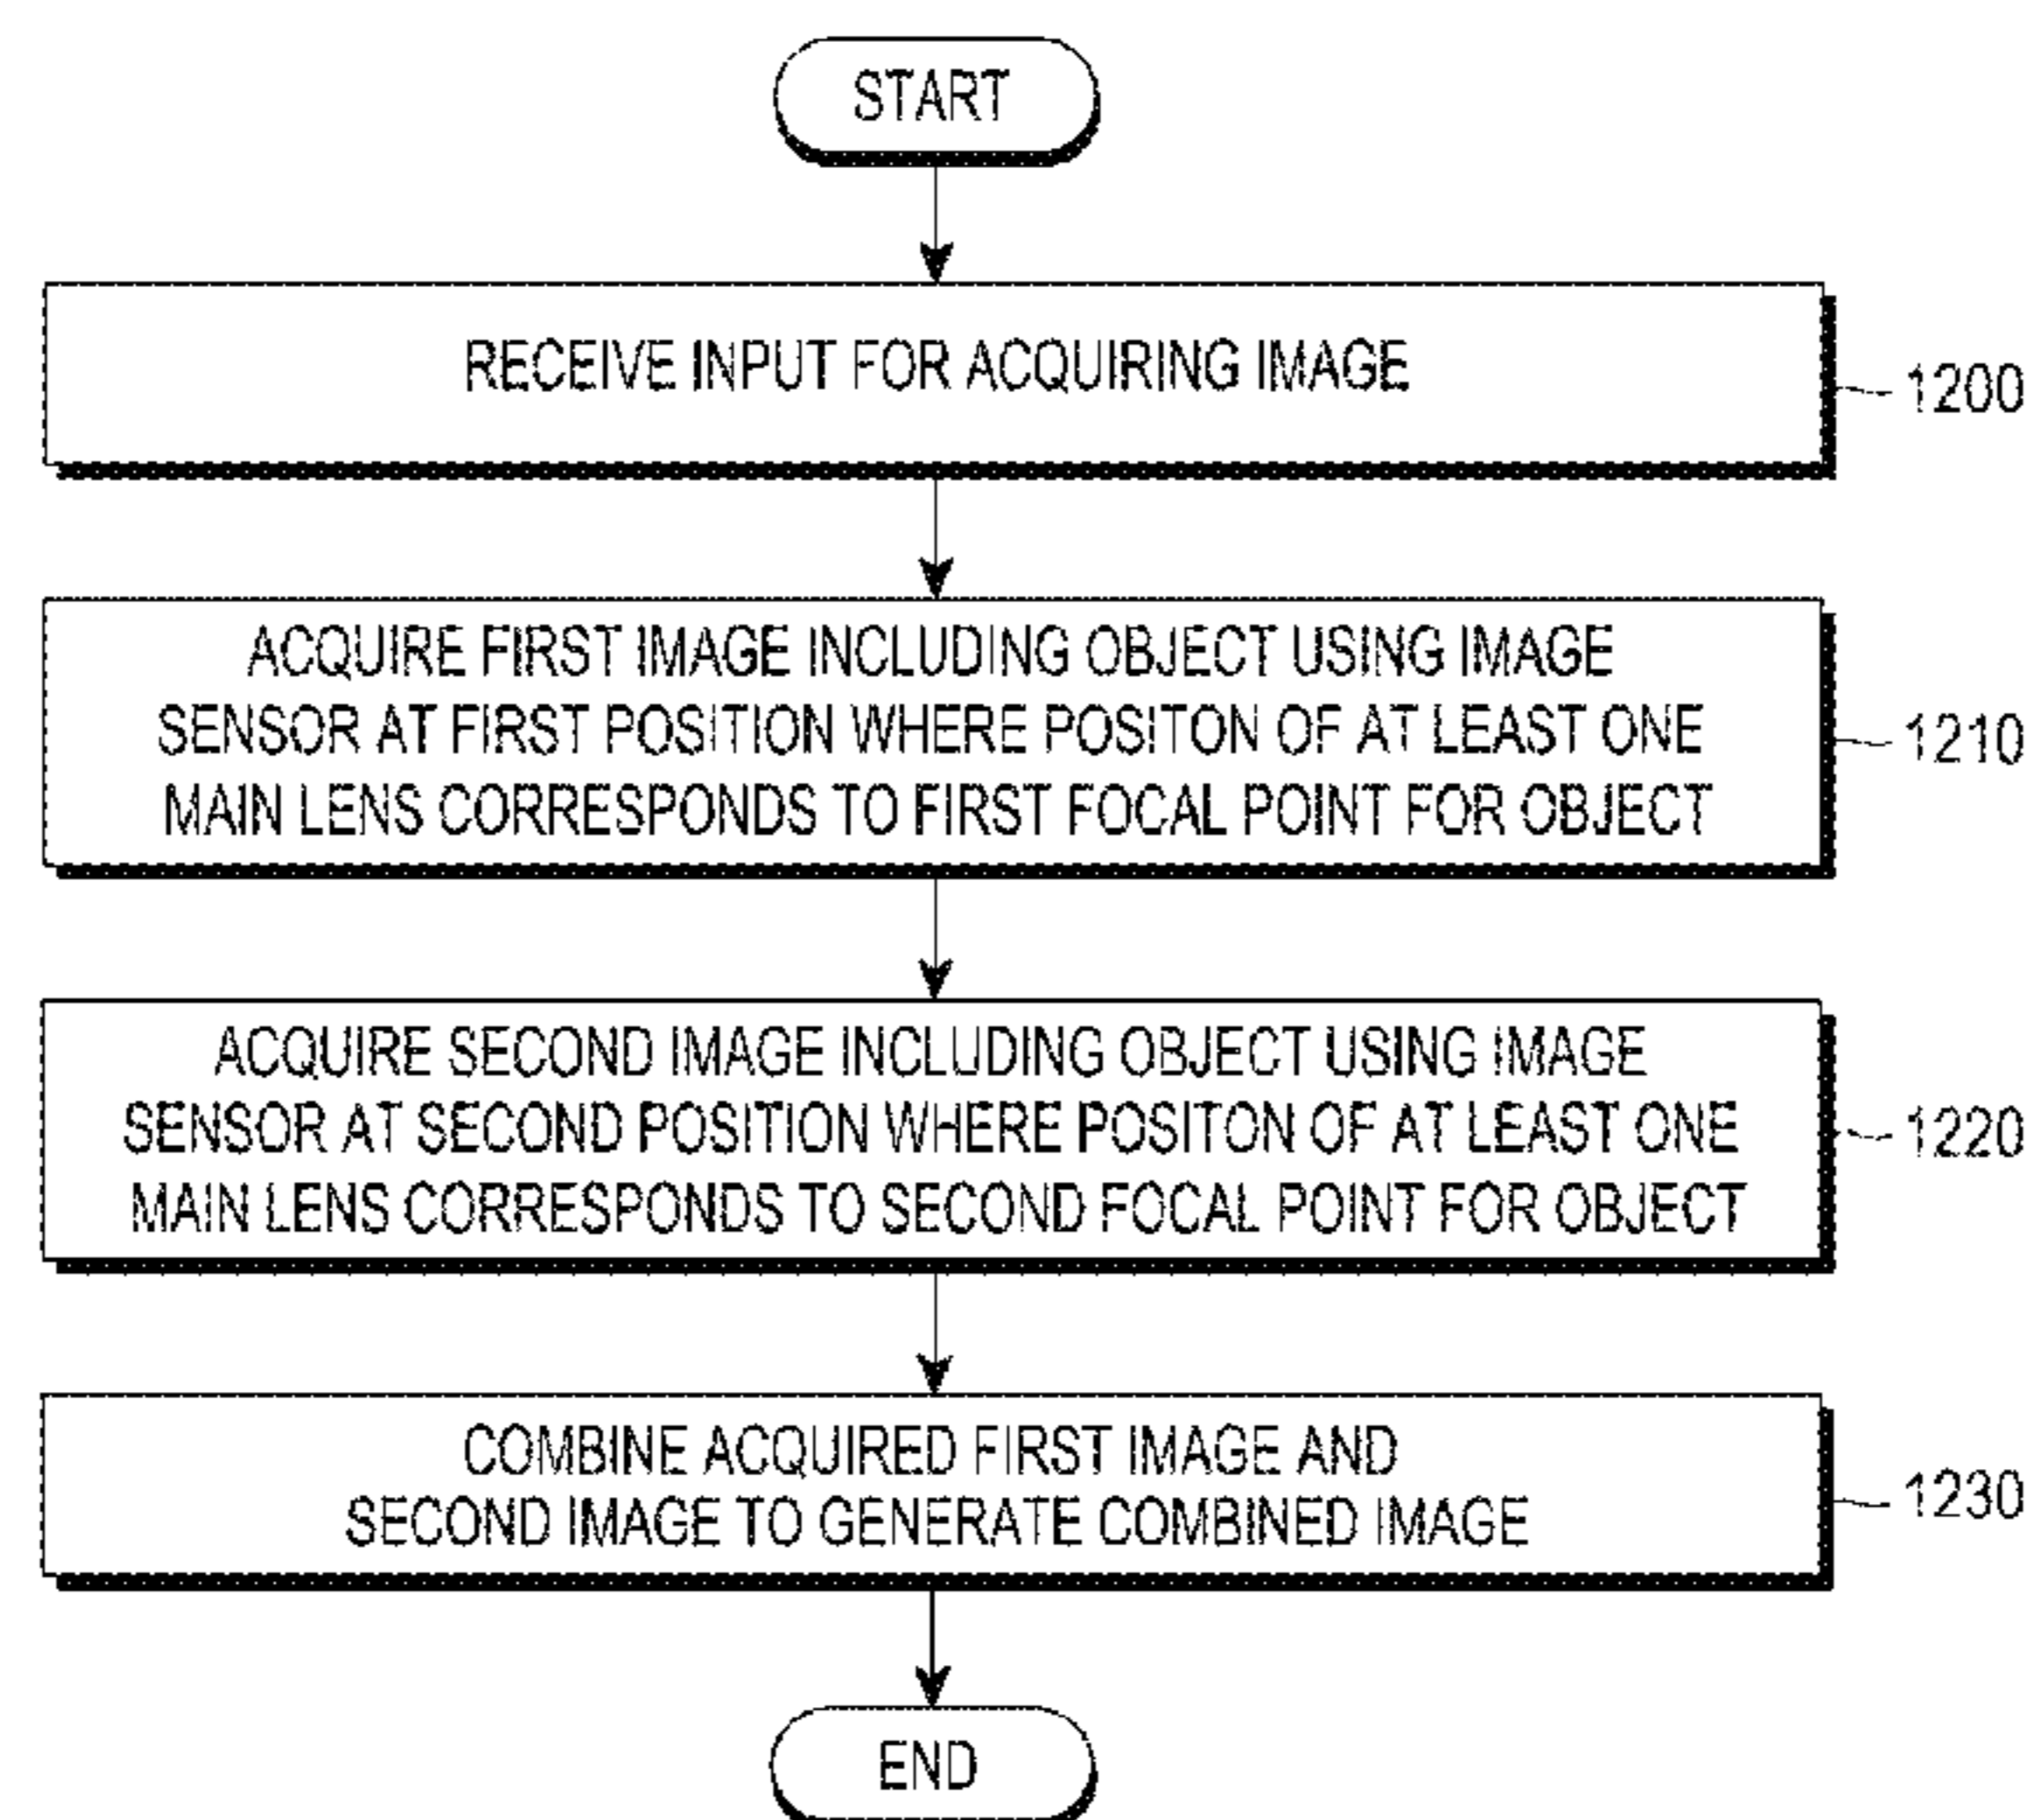 START
RECEIVE INPUT FOR ACQUIRING IMAGE
1200
ACQUIRE FIRST IMAGE INCLUDING OBJECT USING IMAGE
SENSOR AT FIRST POSITION WHERE POSITON OF AT LEAST ONE
MAIN LENS CORRESPONDS TO FIRST FOCAL POINT FOR OBJECT
1210
ACQUIRE SECOND IMAGE INCLUDING OBJECT USING IMAGE
SENSOR AT SECOND POSITION WHERE POSITON OF AT LEAST ONE
MAIN LENS CORRESPONDS TO SECOND FOCAL POINT FOR OBJECT
1220
COMBINE ACQUIRED FIRST IMAGE AND
SECOND IMAGE TO GENERATE COMBINED IMAGE
1230
END